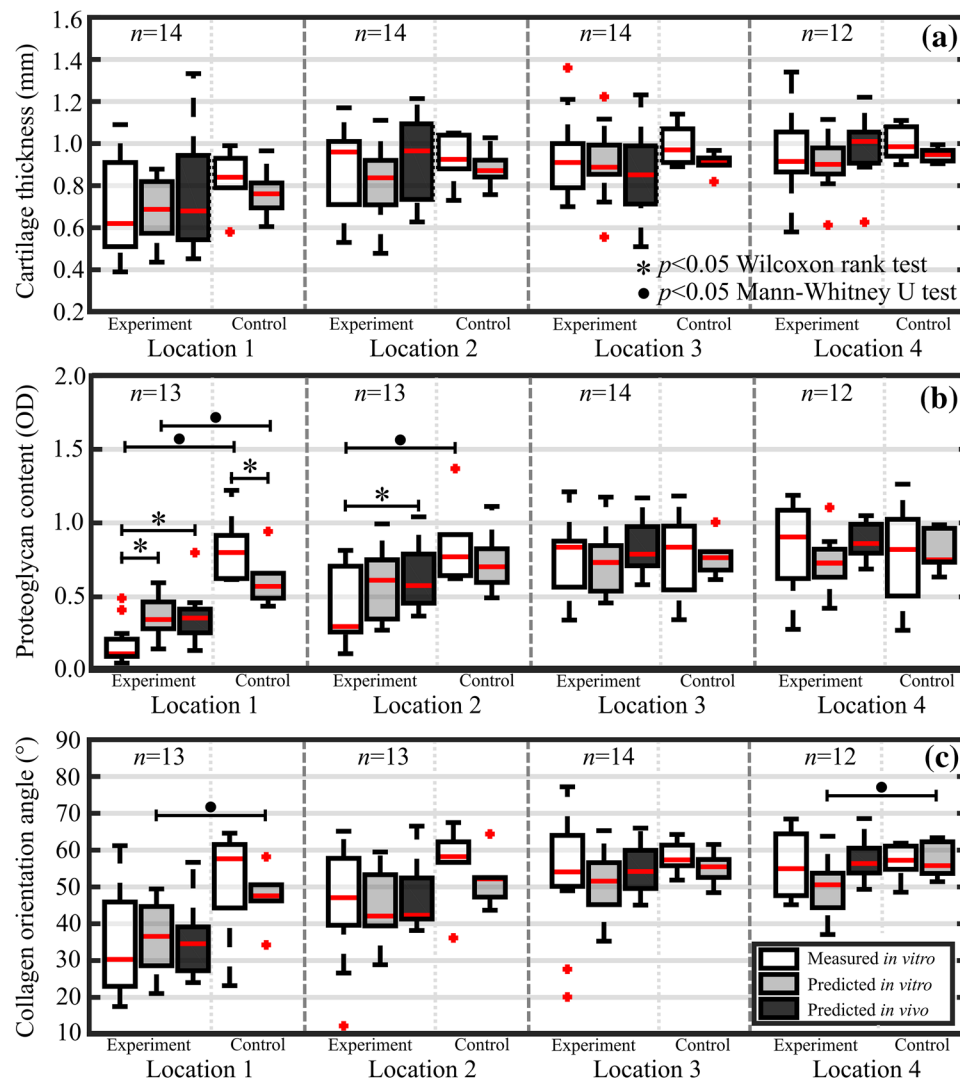 Cartilage thickness (mm)
1.6
1.4
1.2
1.0
0.8
0.6
0.4
0.2
n=14
n=14
n=14
n=12
(a)
* p<0.05 Wilcoxon rank test
● p<0.05 Mann-Whitney U test
Experiment
Control
Experiment
Control
Experiment
Control
Experiment
Control
Location 1
Location 2
Location 3
Location 4
Proteoglycan content (OD)
2.0
1.5
1.0
0.5
0.0
n=13
n=13
n=14
n=12
(b)
●
●
*
*
*
●
*
Experiment
Control
Experiment
Control
Experiment
Control
Experiment
Control
Location 1
Location 2
Location 3
Location 4
Collagen orientation angle (°)
90
80
70
60
50
40
30
20
10
n=13
n=13
n=14
n=12
(c)
●
●
Measured in vitro
Predicted in vitro
Predicted in vivo
Experiment
Control
Experiment
Control
Experiment
Control
Experiment
Control
Location 1
Location 2
Location 3
Location 4